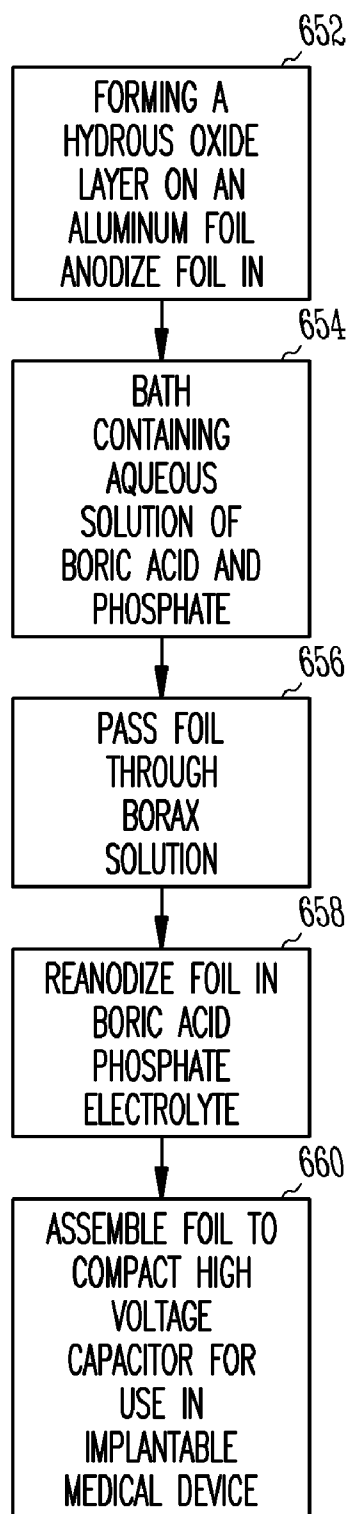 652
FORMING A
HYDROUS OXIDE
LAYER ON AN
ALUMINUM FOIL
ANODIZE FOIL IN
654
BATH
CONTAINING
AQUEOUS
SOLUTION OF
BORIC ACID AND
PHOSPHATE
656
PASS FOIL
THROUGH
BORAX
SOLUTION
658
REANODIZE FOIL IN
BORIC ACID
PHOSPHATE
ELECTROLYTE
660
ASSEMBLE FOIL TO
COMPACT HIGH
VOLTAGE
CAPACITOR FOR
USE IN
IMPLANTABLE
MEDICAL DEVICE